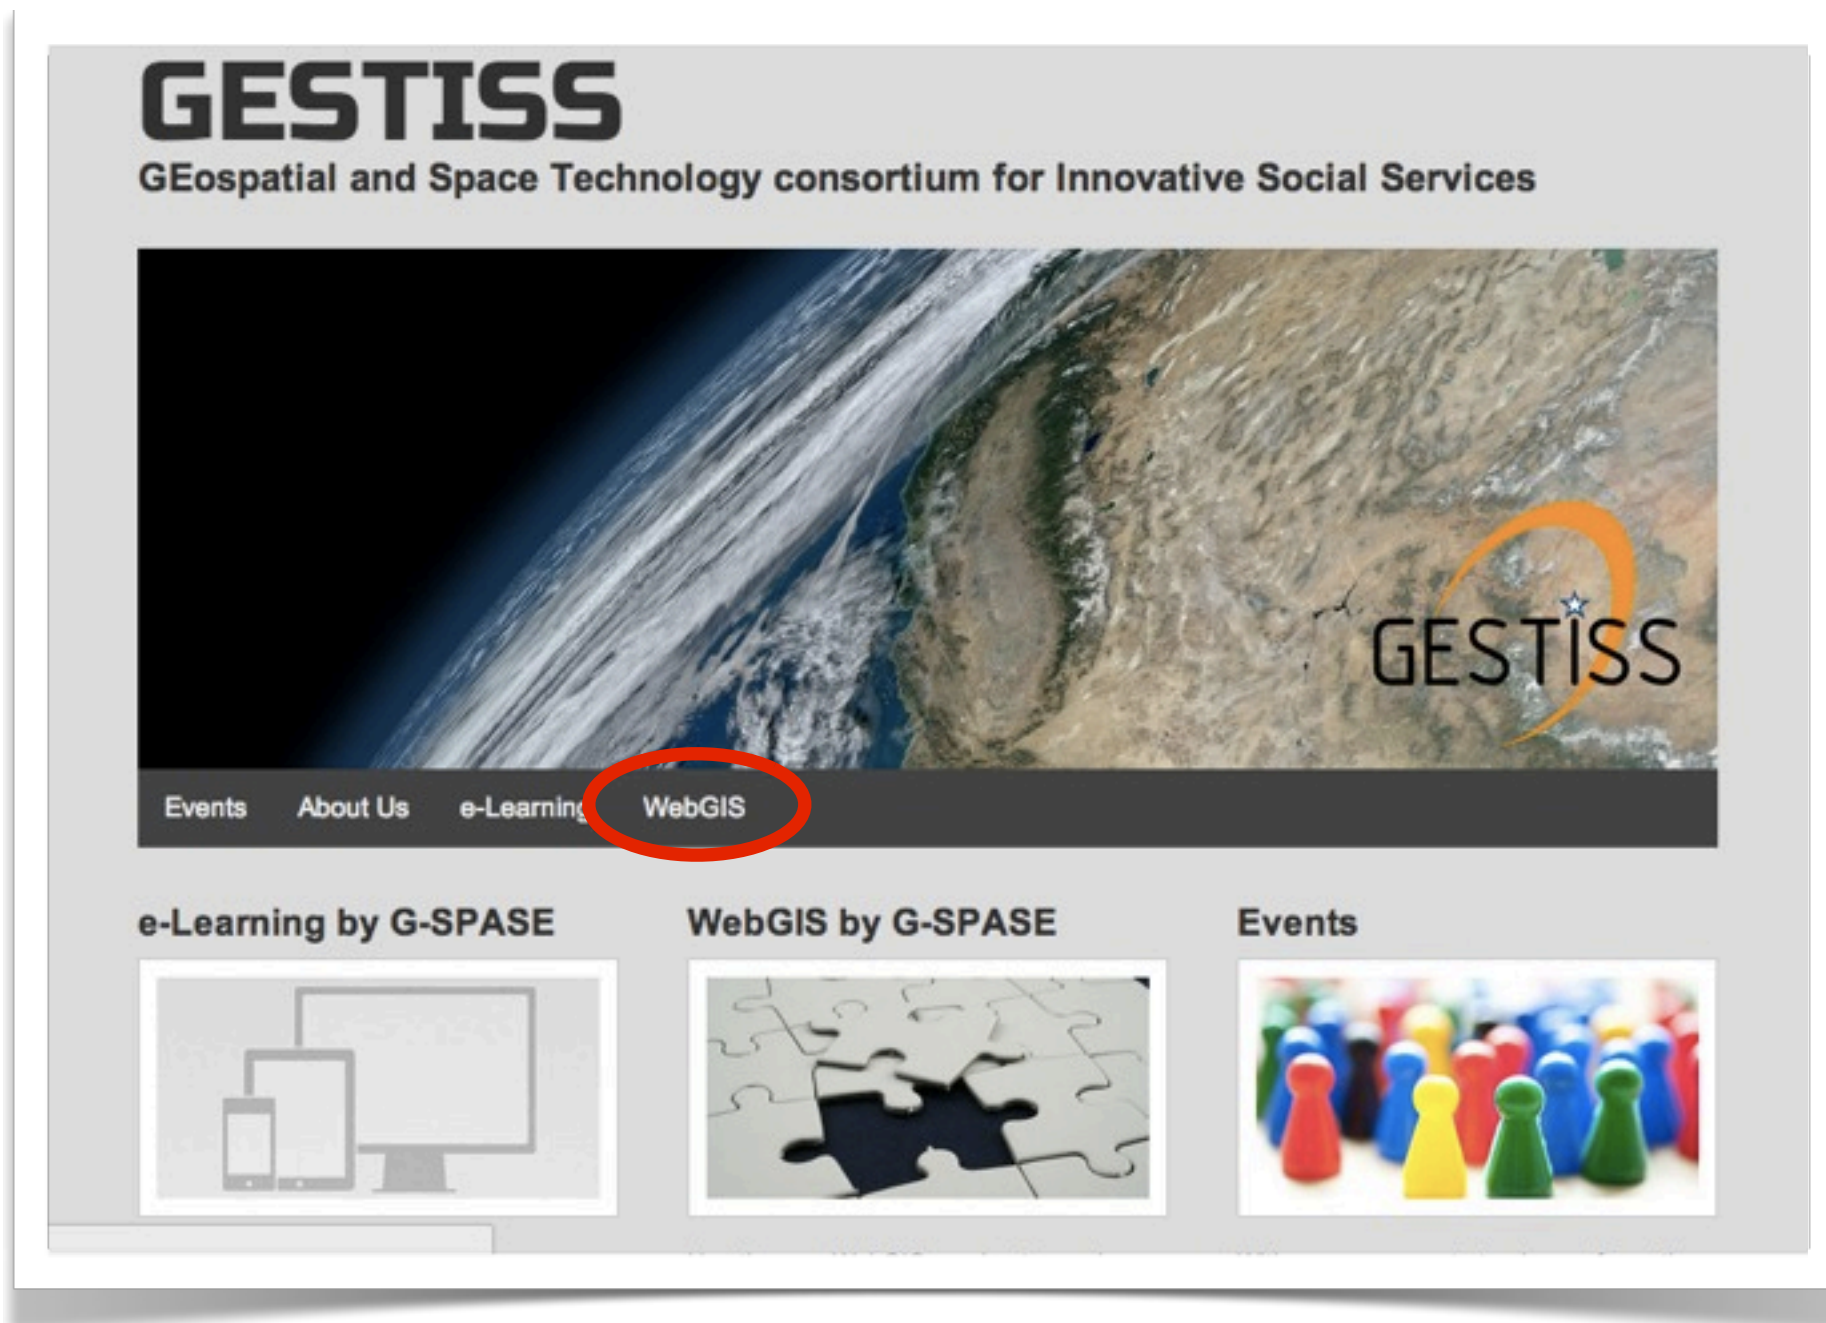 GESTISS
GEospatial and Space Technology consortium for Innovative Social Services
GESTISS
Events About Us e-Learning WebGIS
e-Learning by G-SPASE WebGIS by G-SPASE Events